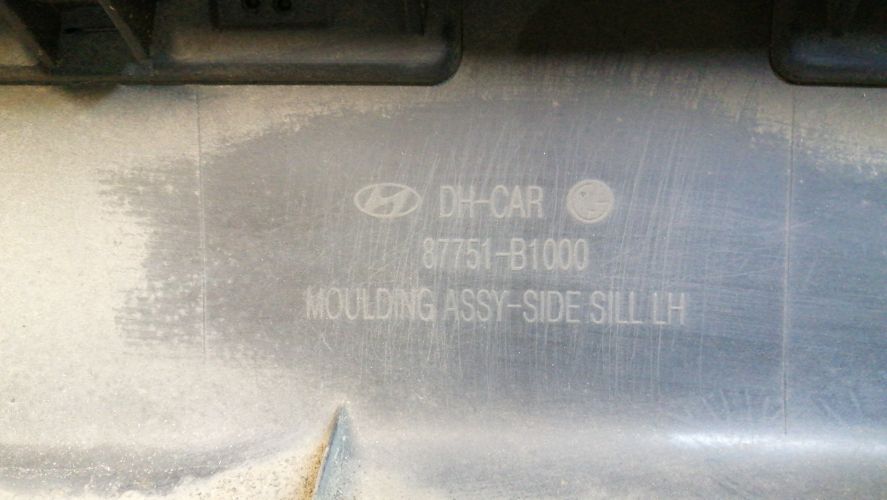 DH-CAR
87751-B1000
MOULDING ASSY-SIDE SILL LH